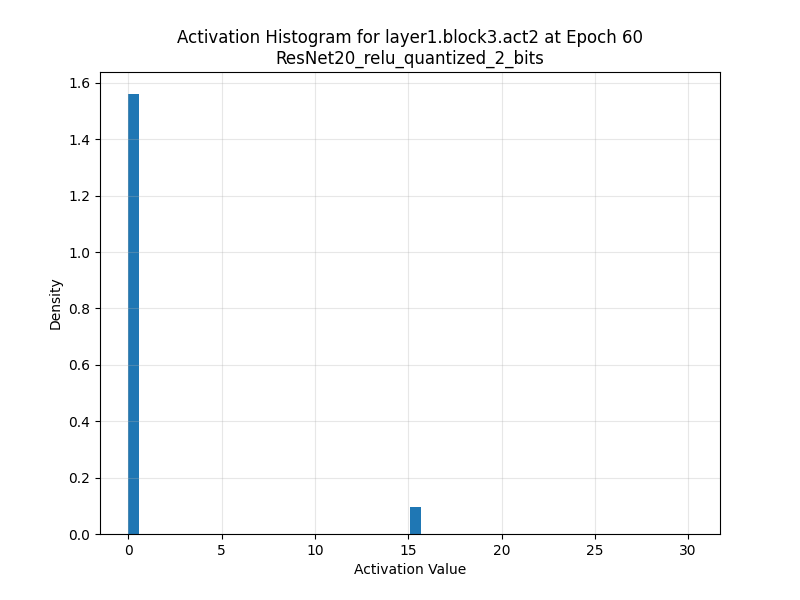 Activation Histogram for layer1.block3.act2 at Epoch 60
ResNet20_relu_quantized_2_bits
1.6
1.4
1.2
1.0
0.8
0.6
0.4
0.2
0.0
Density
0 5 10 15 20 25 30
Activation Value